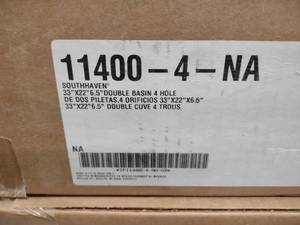 11400-4-NA
SOUTHHAVEN®
33"X22"6.5"DOUBLE BASIN 4 HOLE
DE DOS PILETAS.4 ORIFICIOS 33"X22"X6.5"
33"X22"6.5" DOUBLE CUVE 4 TROUS
NA